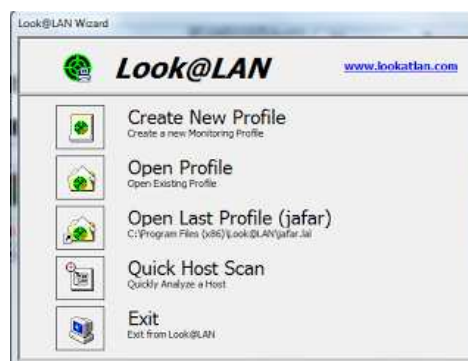 Look@LAN Wizard
Look@LAN
www.lookatlan.com
Create New Profile
Create a new Monitoring Profile
Open Profile
Open Existing Profile
Open Last Profile (jafar)
C:\Program Files (x86)\Look@LAN\jafar.lal
Quick Host Scan
Quickly Analyze a Host
Exit
Exit from Look@LAN